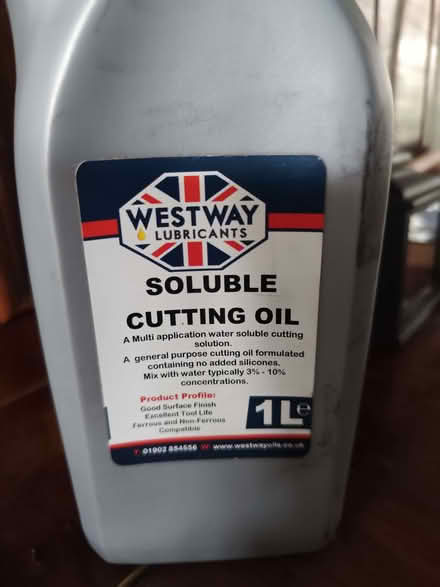 WESTWAY
LUBRICANTS
SOLUBLE
CUTTING OIL
A Multi application water soluble cutting
solution.
A general purpose cutting oil formulated
containing no added silicones.
Mix with water typically 3% - 10%
concentrations.
Product Profile:
Good Surface Finish
Excellent Tool Life
Ferrous and Non-Ferrous
Compatible
1L e
T 01902 854556 W www.westwayoils.co.uk